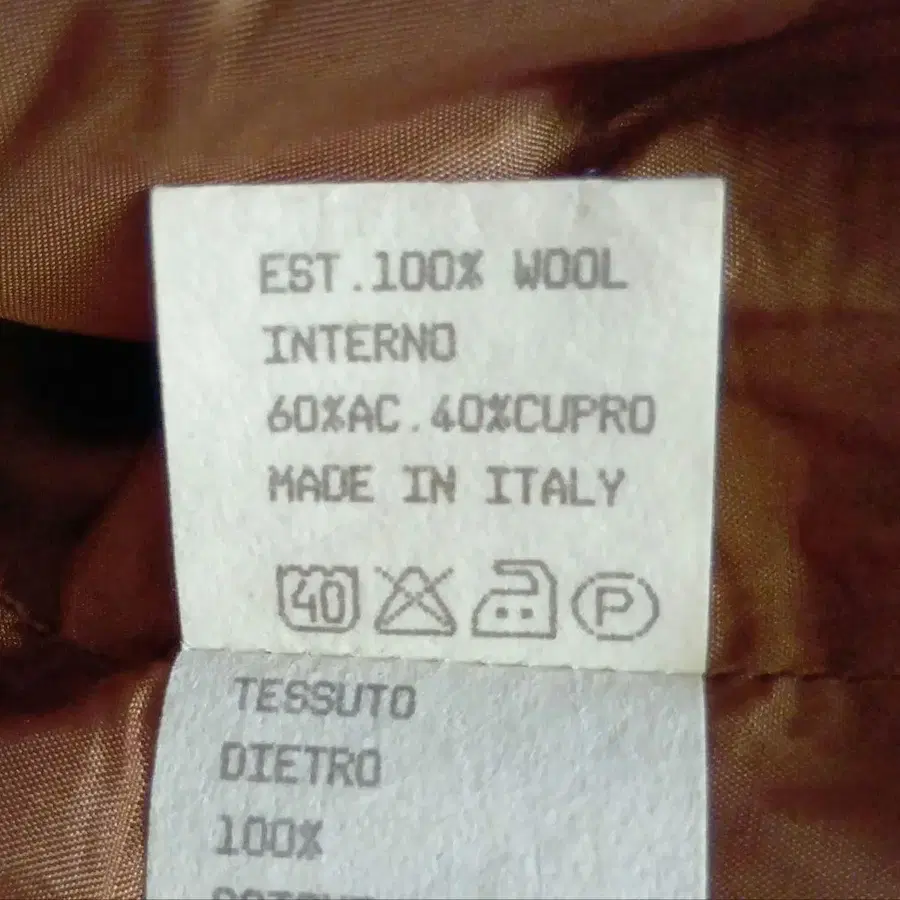 EST.100% WOOL
INTERNO
60%AC.40%CUPRO
MADE IN ITALY
40 P
TESSUTO
DIETRO
100%